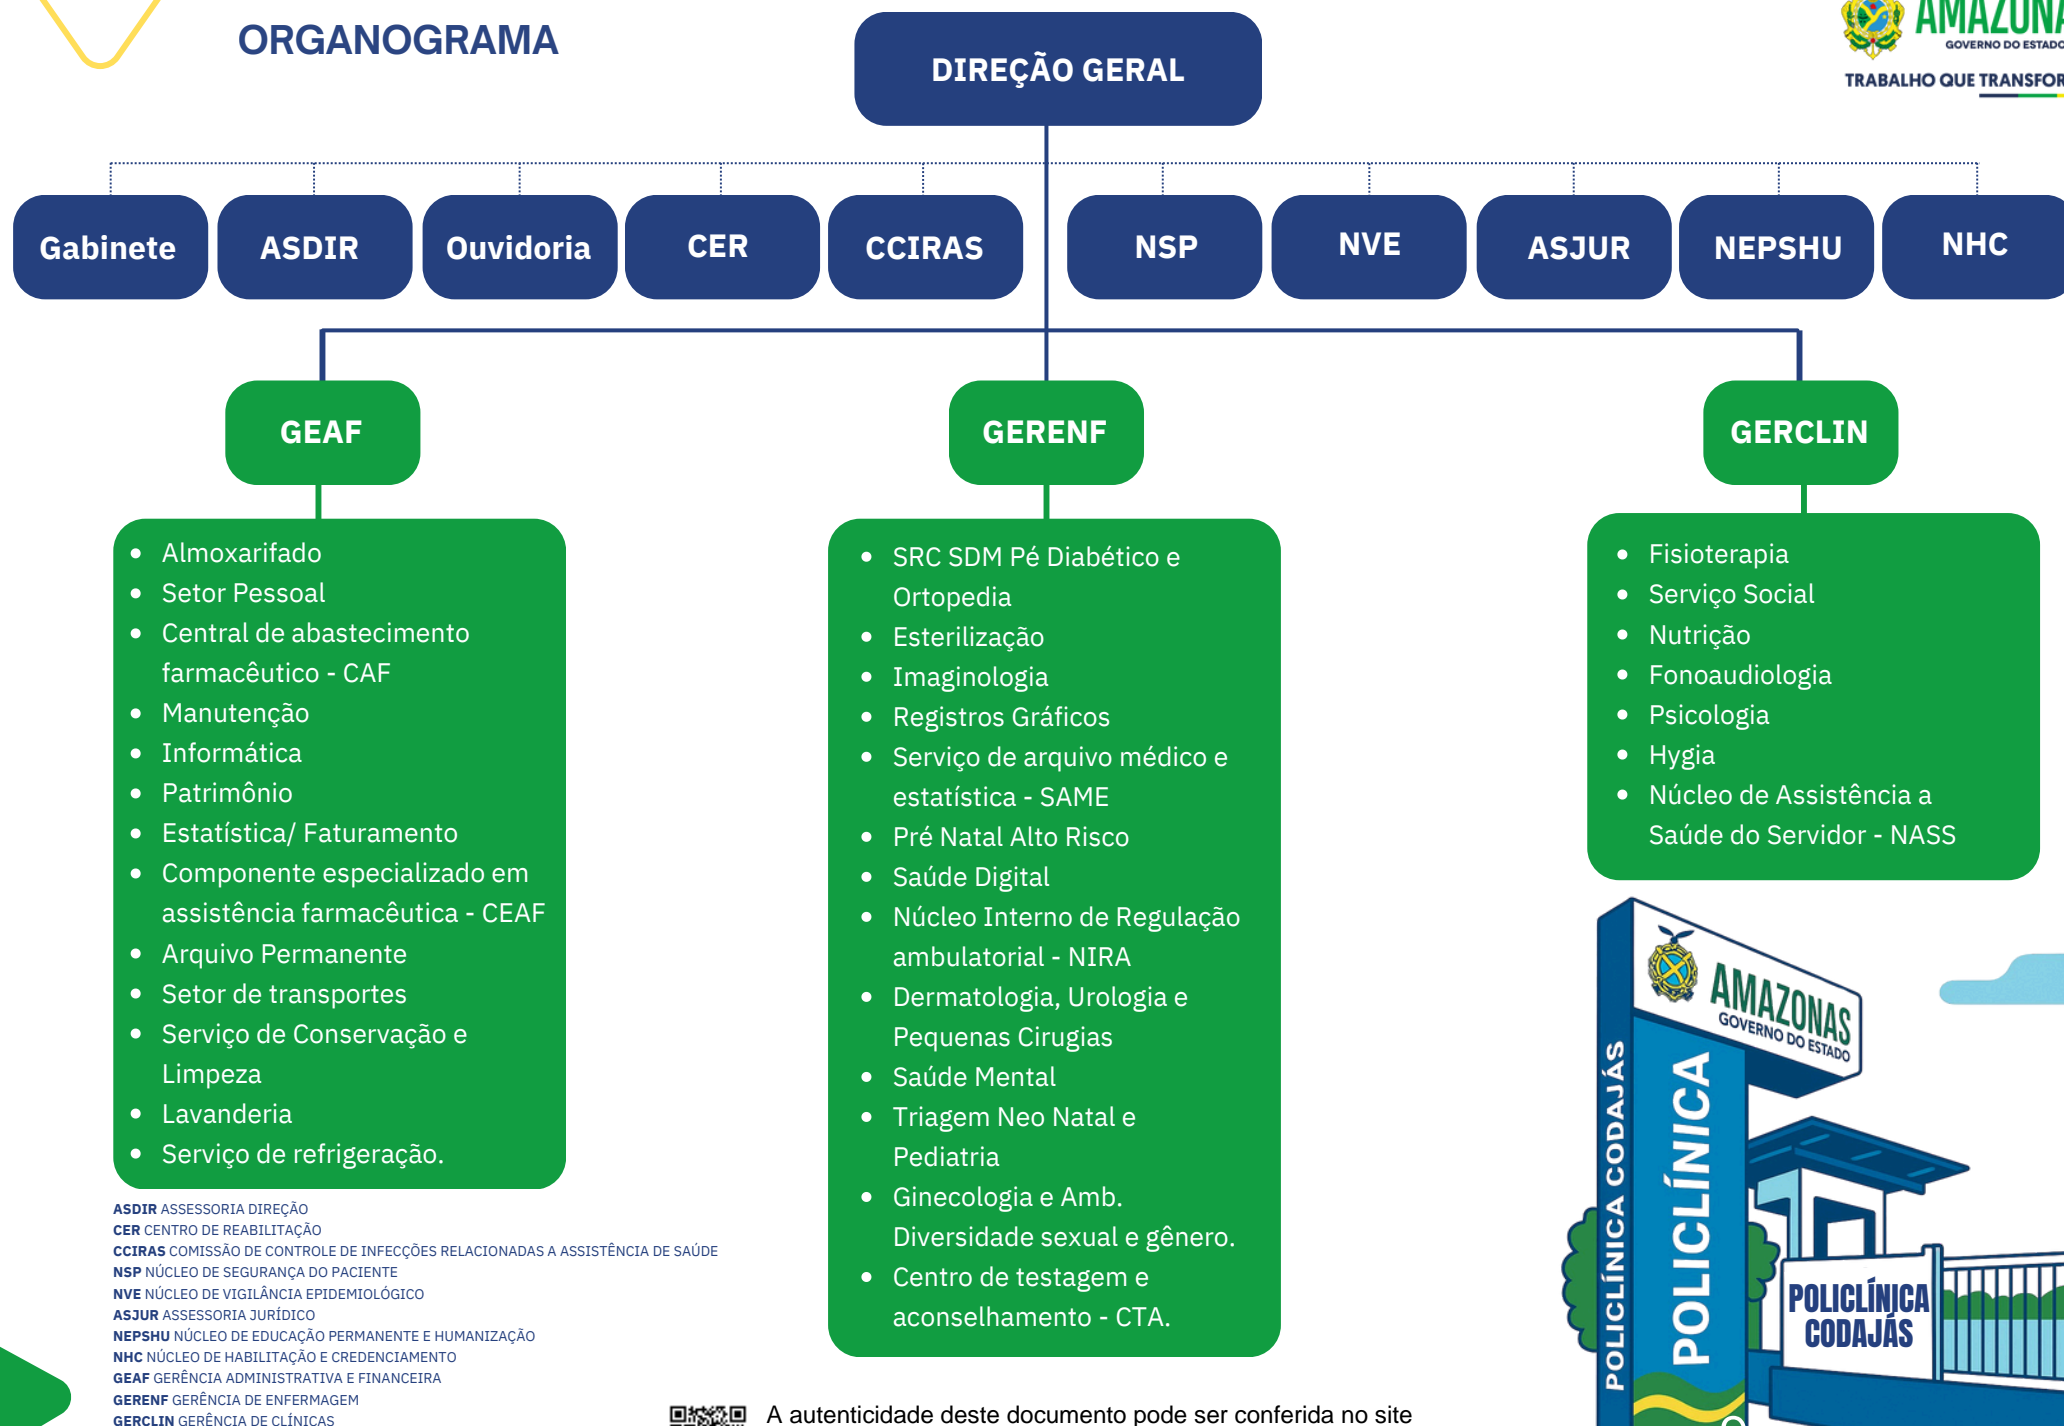 ORGANOGRAMA
DIREÇÃO GERAL
GOVERNO DO ESTADO
TRABALHO QUE
Gabinete
ASDIR
Ouvidoria
CER
CCIRAS
NSP
NVE
ASJUR
NEPSHU
NHC
GEAF
GERENF
GERCLIN
• Almoxarifado
• Setor Pessoal
• Central de abastecimento
farmacêutico - CAF
• Manutenção
• Informática
• Patrimônio
• Estatística/ Faturamento
• Componente especializado em
assistência farmacêutica - CEAF
• Arquivo Permanente
• Setor de transportes
• Serviço de Conservação e
Limpeza
• Lavanderia
• Serviço de refrigeração.
• SRC SDM Pé Diabético e
Ortopedia
• Esterilização
• Imaginologia
• Registros Gráficos
• Serviço de arquivo médico e
estatística - SAME
• Pré Natal Alto Risco
• Saúde Digital
• Núcleo Interno de Regulação
ambulatorial - NIRA
• Dermatologia, Urologia e
Pequenas Cirugias
• Saúde Mental
• Triagem Neo Natal e
Pediatria
• Ginecologia e Amb.
Diversidade sexual e gênero.
• Centro de testagem e
aconselhamento - CTA.
• Fisioterapia
• Serviço Social
• Nutrição
• Fonoaudiologia
• Psicologia
• Hygia
• Núcleo de Assistência a
Saúde do Servidor - NASS
AMAZONAS
GOVERNO DO ESTADO
POLICLÍNICA CODAJÁS
POLICLÍNICA
POLICLÍNICA
CODAJÁS
ASDIR ASSESSORIA DIREÇÃO
CER CENTRO DE REABILITAÇÃO
CCIRAS COMISSÃO DE CONTROLE DE INFECÇÕES RELACIONADAS A ASSISTÊNCIA DE SAÚDE
NSP NÚCLEO DE SEGURANÇA DO PACIENTE
NVE NÚCLEO DE VIGILÂNCIA EPIDEMIOLÓGICO
ASJUR ASSESSORIA JURÍDICO
NEPSHU NÚCLEO DE EDUCAÇÃO PERMANENTE E HUMANIZAÇÃO
NHC NÚCLEO DE HABILITAÇÃO E CREDENCIAMENTO
GEAF GERÊNCIA ADMINISTRATIVA E FINANCEIRA
GERENF GERÊNCIA DE ENFERMAGEM
GERCLIN GERÊNCIA DE CLÍNICAS
A autenticidade deste documento pode ser conferida no site